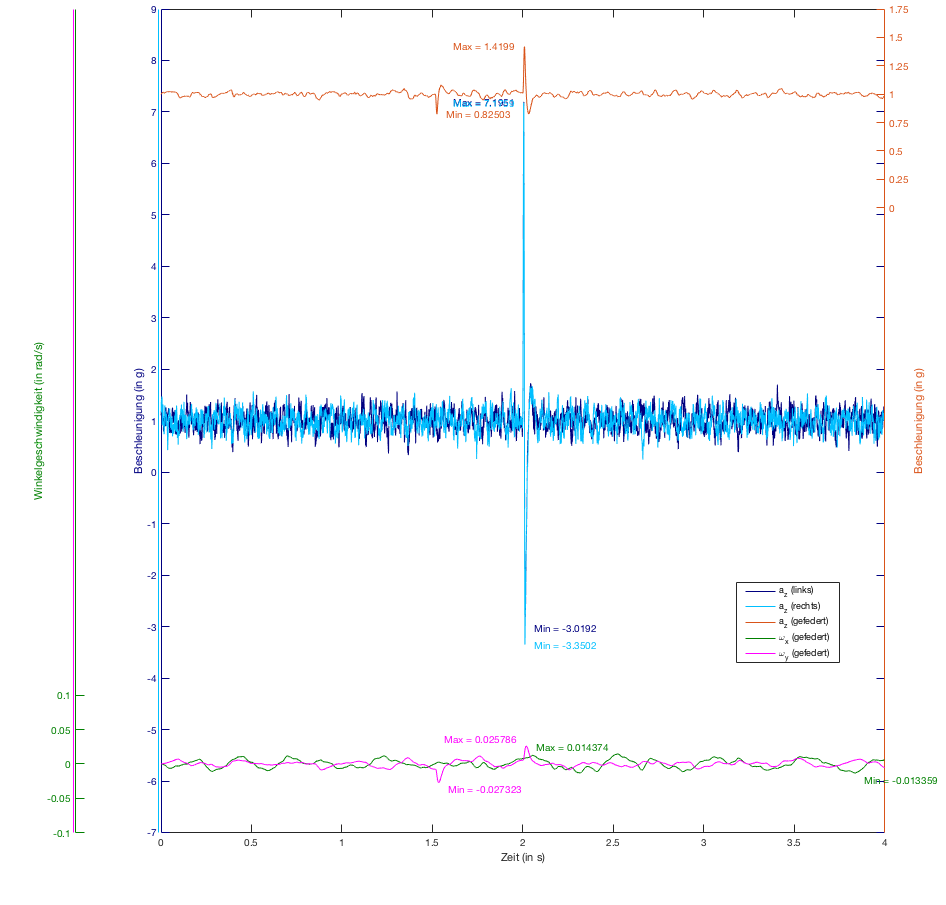 9
8
7
6
5
4
3
2
1
0
-1
-2
-3
-4
-5
-6
-7
1.75
1.5
1.25
1
0.75
0.5
0.25
0
0.1
0.05
0
-0.05
-0.1
Winkelgeschwindigkeit (in rad/s)
Beschleunigung (in g)
Beschleunigung (in g)
Max = 1.4199
Max = 7.1951
Min = 0.82503
Min = -3.0192
Min = -3.3502
a_z (links)
a_z (rechts)
a_z (gefedert)
ω_x (gefedert)
ω_y (gefedert)
Max = 0.025786
Max = 0.014374
Min = -0.013359
Min = -0.027323
0 0.5 1 1.5 2 2.5 3 3.5 4
Zeit (in s)